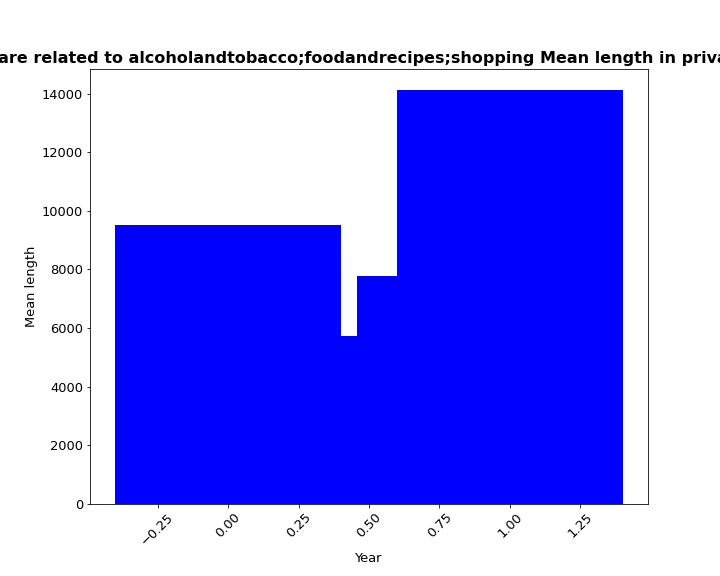 are related to alcoholandtobacco;foodandrecipes;shopping Mean length in priva
14000
12000
10000
8000
6000
4000
2000
0
Mean length
−0.25 0.00 0.25 0.50 0.75 1.00 1.25
Year